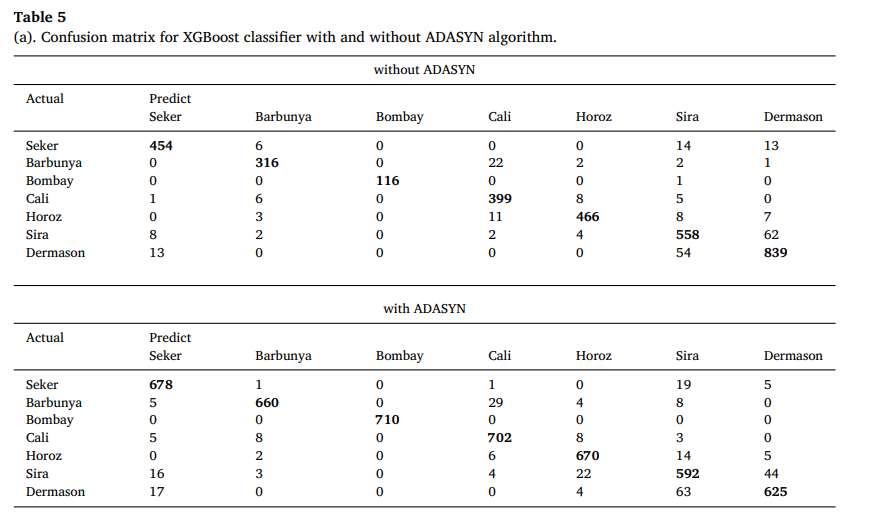 Table 5
(a). Confusion matrix for XGBoost classifier with and without ADASYN algorithm.
without ADASYN
Actual Predict
Seker Barbunya Bombay Cali Horoz Sira Dermason
Seker 454 6 0 0 0 14 13
Barbunya 0 316 0 22 2 2 1
Bombay 0 0 116 0 0 1 0
Cali 1 6 0 399 8 5 0
Horoz 0 3 0 11 466 8 7
Sira 8 2 0 2 4 558 62
Dermason 13 0 0 0 0 54 839
with ADASYN
Actual Predict
Seker Barbunya Bombay Cali Horoz Sira Dermason
Seker 678 1 0 1 0 19 5
Barbunya 5 660 0 29 4 8 0
Bombay 0 0 710 0 0 0 0
Cali 5 8 0 702 8 3 0
Horoz 0 2 0 6 670 14 5
Sira 16 3 0 4 22 592 44
Dermason 17 0 0 0 4 63 625